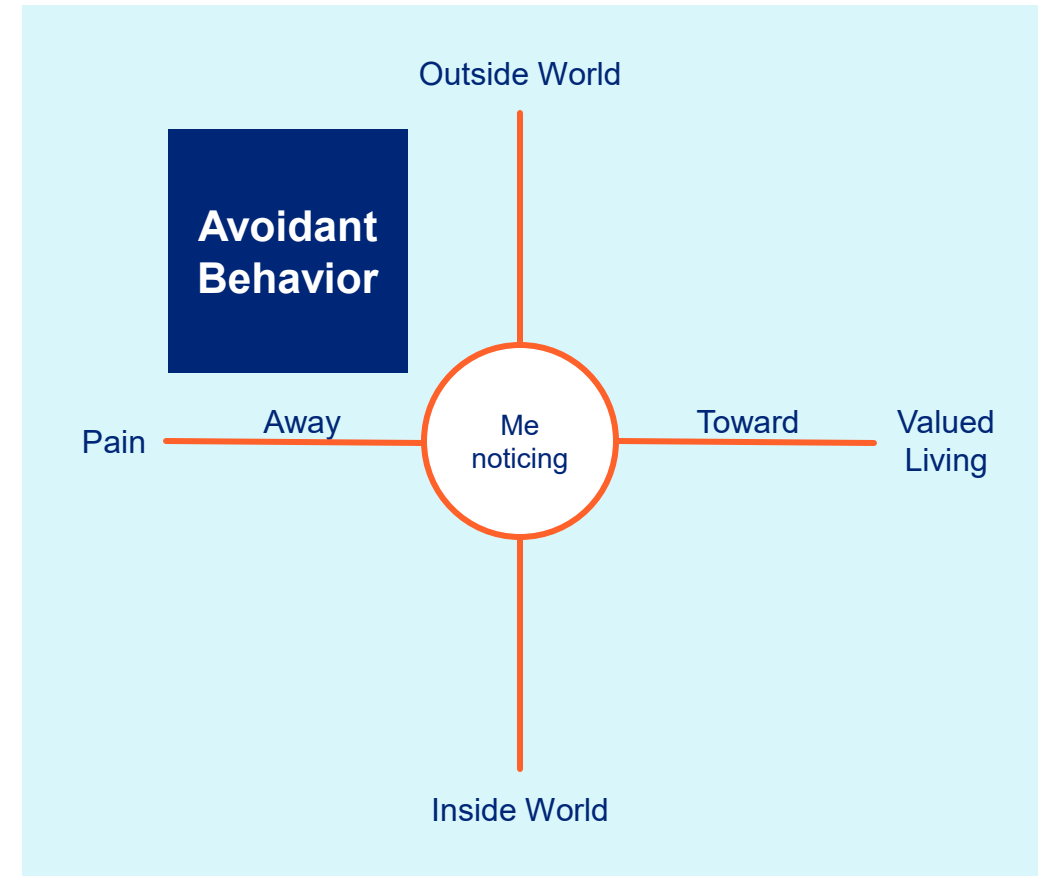 Outside World
Avoidant
Behavior
Away
Toward
Pain
Me
noticing
Valued
Living
Inside World